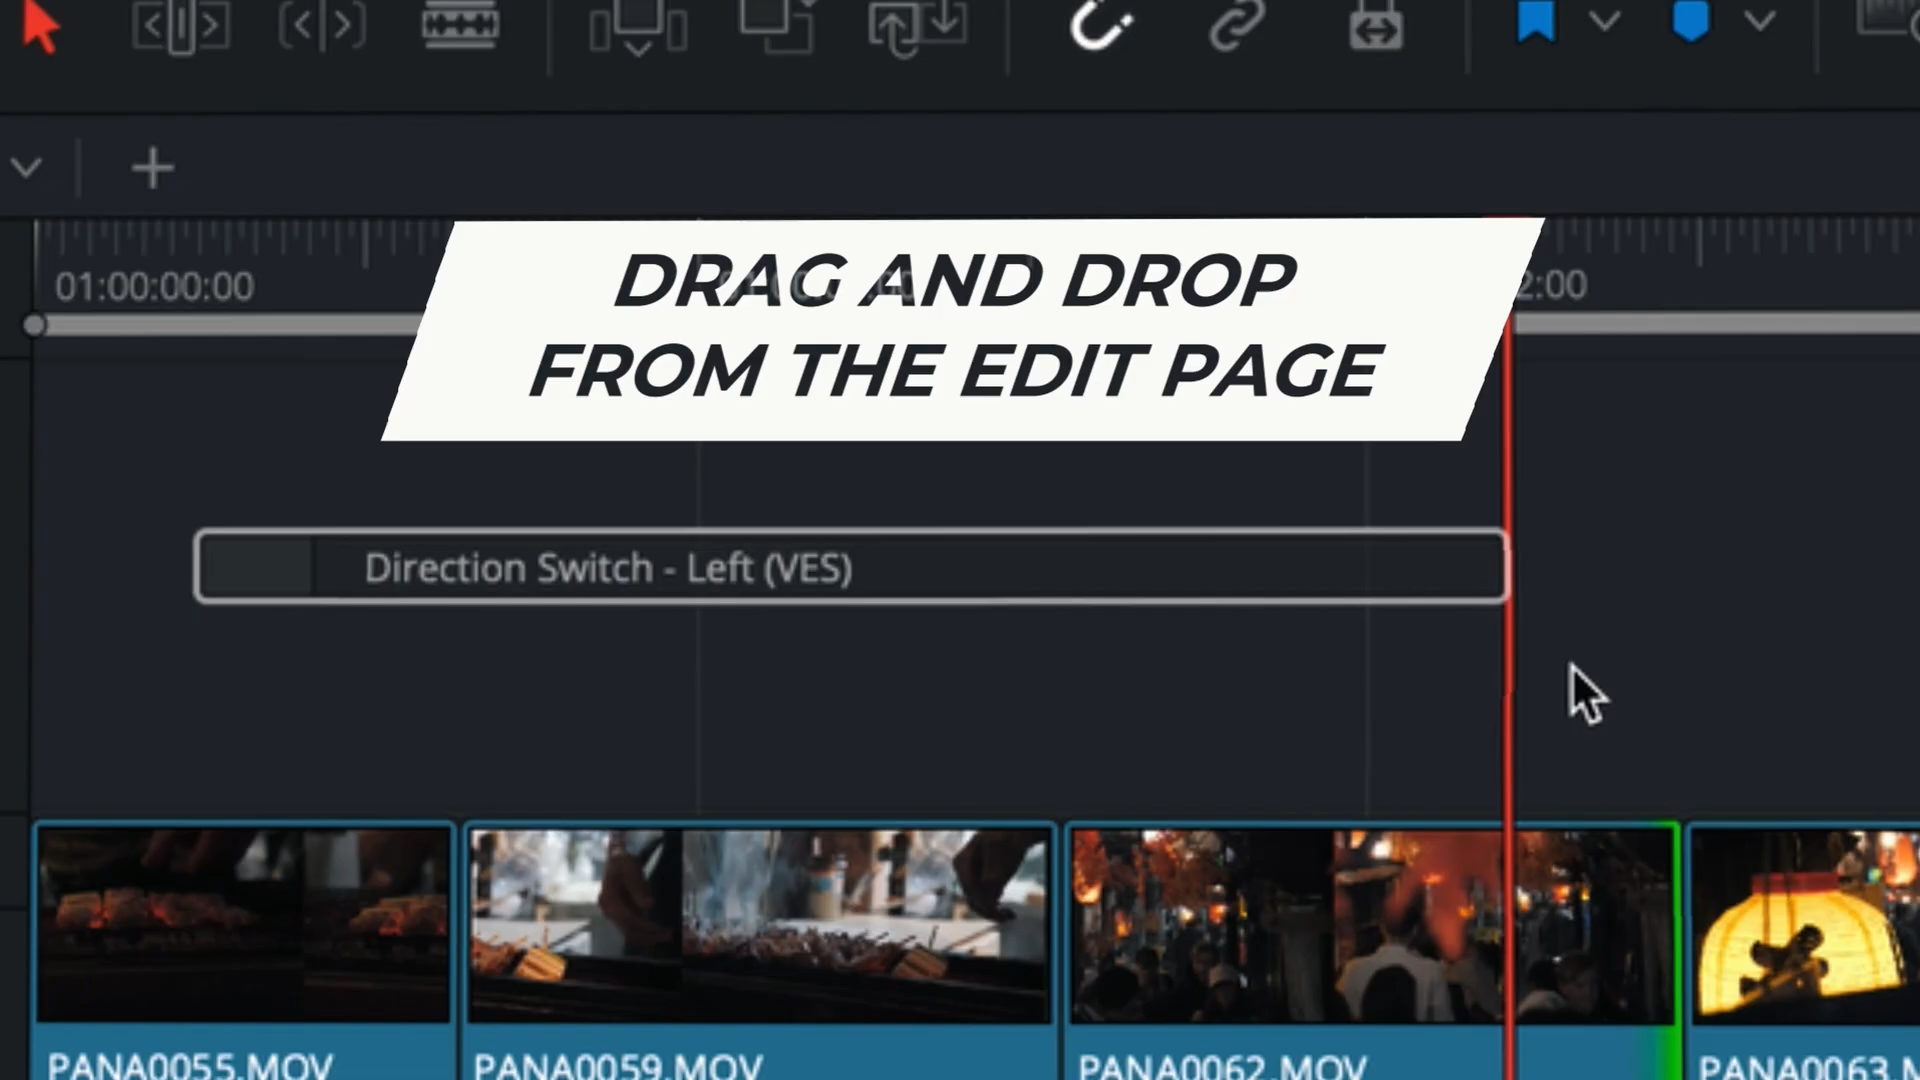 01:00:00:00
2:00
DRAG AND DROP
FROM THE EDIT PAGE
Direction Switch - Left (VES)
PANA0055.MOV
PANA0059.MOV
PANA0062.MOV
PANA0063.M